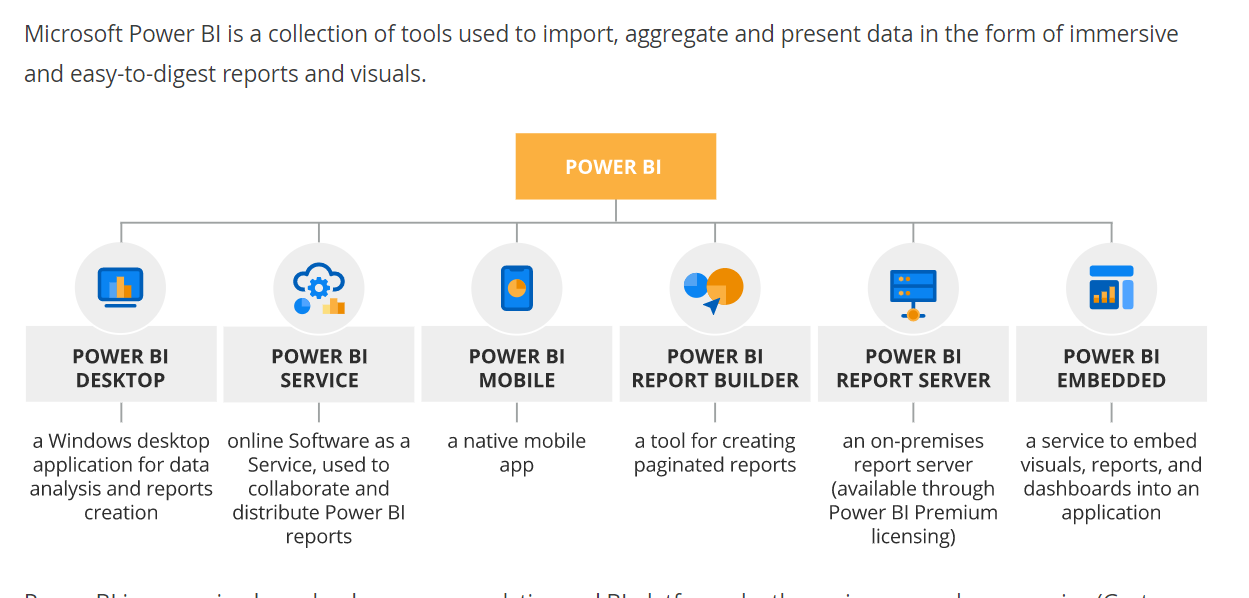 Microsoft Power BI is a collection of tools used to import, aggregate and present data in the form of immersive
and easy-to-digest reports and visuals.
POWER BI
POWER BI
DESKTOP
a Windows desktop
application for data
analysis and reports
creation
POWER BI
SERVICE
online Software as a
Service, used to
collaborate and
distribute Power BI
reports
POWER BI
MOBILE
a native mobile
app
POWER BI
REPORT BUILDER
a tool for creating
paginated reports
POWER BI
REPORT SERVER
an on-premises
report server
(available through
Power BI Premium
licensing)
POWER BI
EMBEDDED
a service to embed
visuals, reports, and
dashboards into an
application